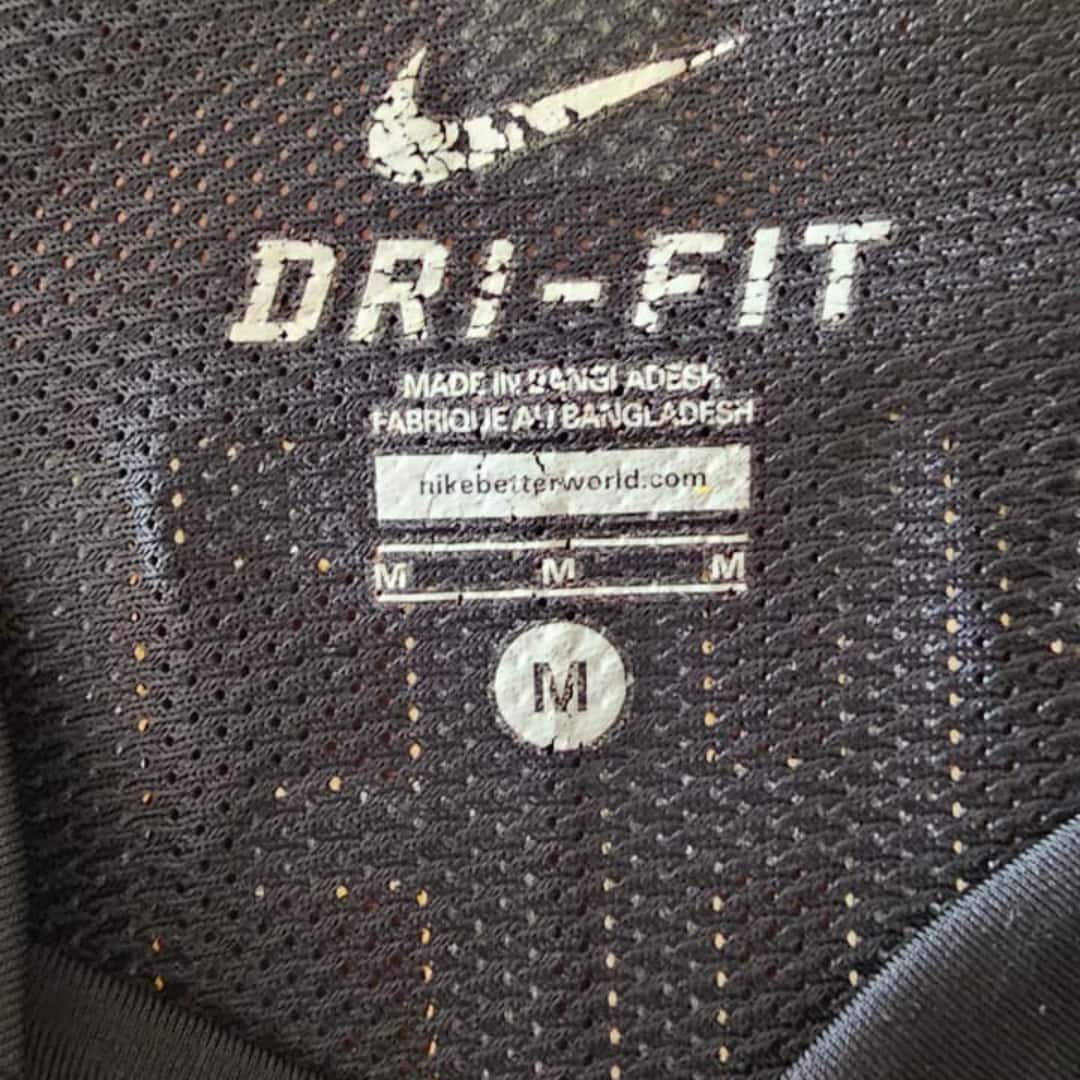 DRI-FIT
MADE IN BANGLADESH
FABRIQUE AU BANGLADESH
nikebetterworld.com
M M M
M